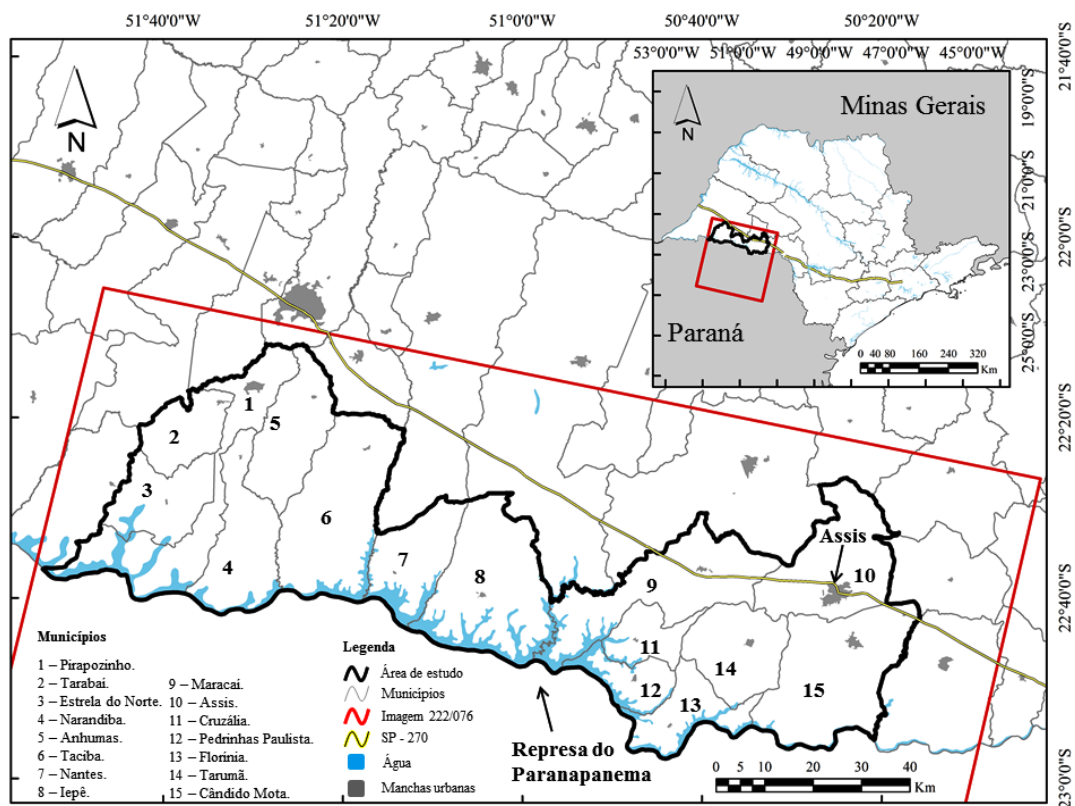 51°40'0"W
51°20'0"W
51°00'0"W
50°40'0"W
50°20'0"W
21°40'0"S
22°0'0"S
22°20'0"S
22°40'0"S
23°0'0"S
N
53°00'0"W
51°0'0"W
49°00'0"W
47°0'0"W
45°00'0"W
19°0'0"S
21°0'0"S
23°0'0"S
25°0'0"S
N
Minas Gerais
Paraná
0 40 80 160 240 320
Km
1
2
3
4
5
6
7
8
9
10
11
12
13
14
15
Assis
Represa do
Paranapanema
Municípios
1 – Pirapozinho.
2 – Tarabaí.
3 – Estrela do Norte.
4 – Narandiba.
5 – Anhumas.
6 – Taciba.
7 – Nantes.
8 – Iepê.
9 – Maracaí.
10 – Assis.
11 – Cruzália.
12 – Pedrinhas Paulista.
13 – Florínia.
14 – Tarumã.
15 – Cândido Mota.
Legenda
Área de estudo
Municípios
Imagem 222/076
SP - 270
Água
Manchas urbanas
0 5 10 20 30 40
Km